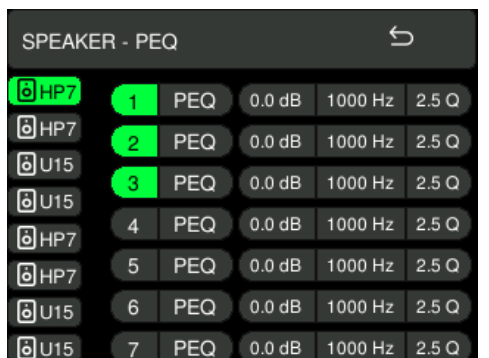 SPEAKER - PEQ
HP7
1 PEQ 0.0 dB 1000 Hz 2.5 Q
HP7
2 PEQ 0.0 dB 1000 Hz 2.5 Q
U15
3 PEQ 0.0 dB 1000 Hz 2.5 Q
U15
4 PEQ 0.0 dB 1000 Hz 2.5 Q
HP7
5 PEQ 0.0 dB 1000 Hz 2.5 Q
HP7
6 PEQ 0.0 dB 1000 Hz 2.5 Q
U15
7 PEQ 0.0 dB 1000 Hz 2.5 Q
U15